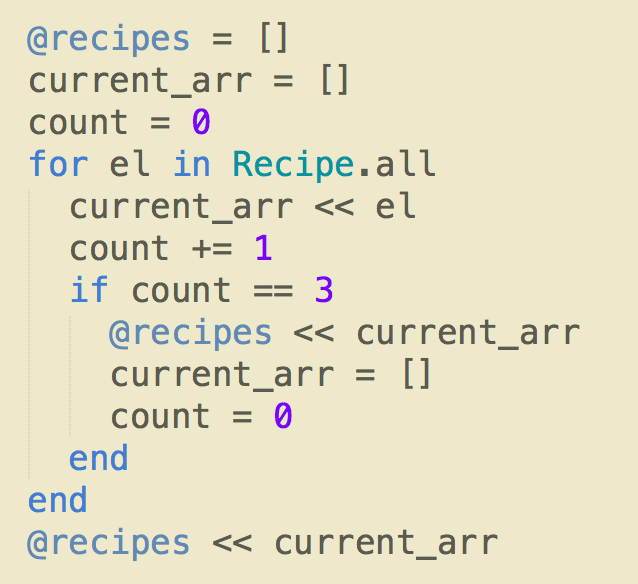 @recipes = []
current_arr = []
count = 0
for el in Recipe.all
  current_arr << el
  count += 1
  if count == 3
    @recipes << current_arr
    current_arr = []
    count = 0
  end
end
@recipes << current_arr